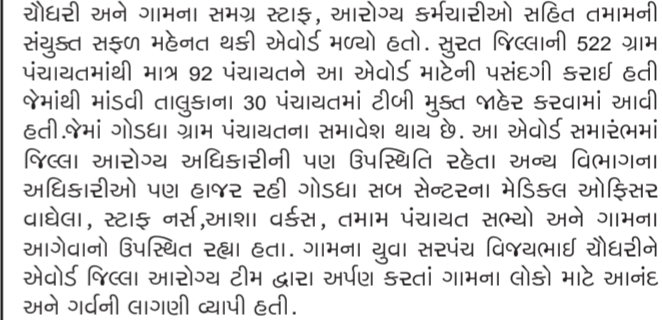 ચૌધરી અને ગામના સમગ્ર સ્ટાફ, આરોગ્ય કર્મચારીઓ સહિત તમામની
સંયુક્ત સફળ મહેનત થકી એવોર્ડ મળ્યો હતો. સુરત જિલ્લાની 522 ગ્રામ
પંચાયતમાંથી માત્ર 92 પંચાયતને આ એવોર્ડ માટેની પસંદગી કરાઈ હતી
જેમાંથી માંડવી તાલુકાના 30 પંચાયતમાં ટીબી મુક્ત જાહેર કરવામાં આવી
હતી.જેમાં ગોડધા ગ્રામ પંચાયતના સમાવેશ થાય છે. આ એવોર્ડ સમારંભમાં
જિલ્લા આરોગ્ય અધિકારીની પણ ઉપસ્થિતિ રહેતા અન્ય વિભાગના
અધિકારીઓ પણ હાજર રહી ગોડધા સબ સેન્ટરના મેડિકલ ઓફિસર
વાઘેલા, સ્ટાફ નર્સ,આશા વર્કસ, તમામ પંચાયત સભ્યો અને ગામના
આગેવાનો ઉપસ્થિત રહ્યા હતા. ગામના યુવા સરપંચ વિજયભાઈ ચૌધરીને
એવોર્ડ જિલ્લા આરોગ્ય ટીમ દ્વારા અર્પણ કરતાં ગામના લોકો માટે આનંદ
અને ગર્વની લાગણી વ્યાપી હતી.